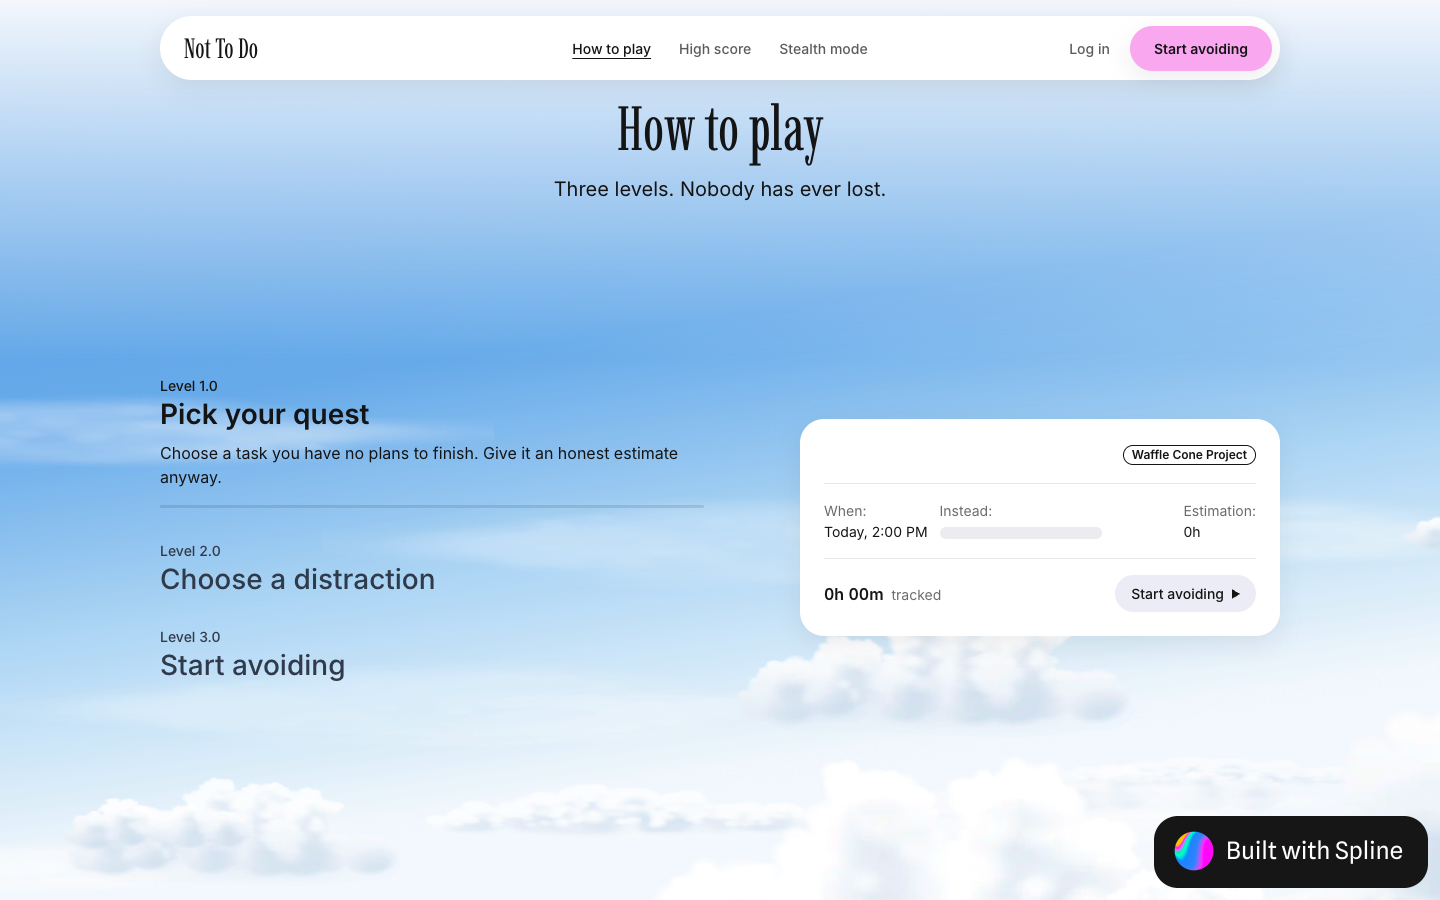 Not To Do
How to play
High score
Stealth mode
Log in
Start avoiding
How to play
Three levels. Nobody has ever lost.
Level 1.0
Pick your quest
Choose a task you have no plans to finish. Give it an honest estimate
anyway.
Level 2.0
Choose a distraction
Level 3.0
Start avoiding
Waffle Cone Project
When:
Today, 2:00 PM
Instead:
Estimation:
0h
0h 00m tracked
Start avoiding
Built with Spline